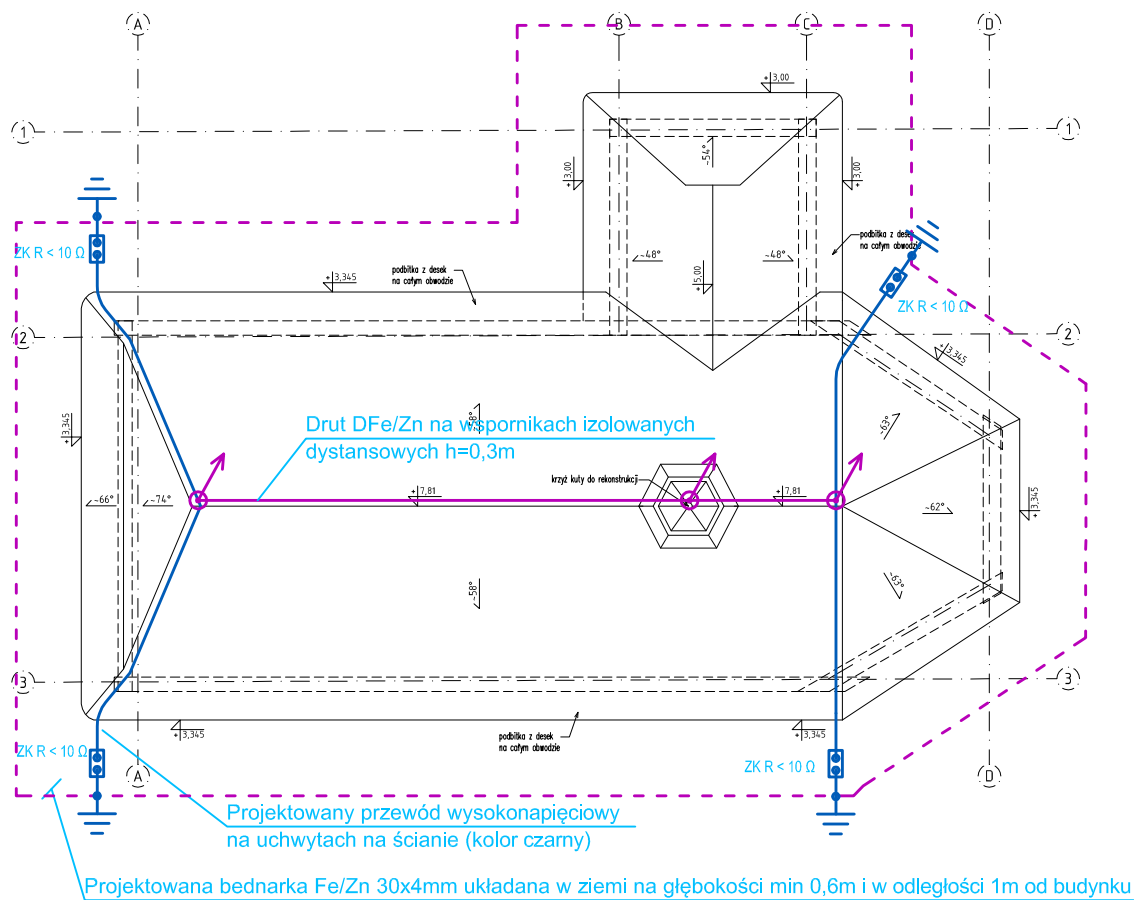 A
B
C
D
+3,00
1
1
~54°
+3,00
+3,00
podbitka z desek
na całym obwodzie
ZK R < 10 Ω
~48°
~48°
podbitka z desek
na całym obwodzie
+3,345
+5,00
ZK R < 10 Ω
2
2
+3,345
+3,345
~58°
~63°
Drut DFe/Zn na wspornikach izolowanych
dystansowych h=0,3m
krzyż kuty do rekonstrukcji
~66°
~74°
+7,81
+7,81
~62°
+3,345
~58°
~63°
3
3
+3,345
+3,345
podbitka z desek
na całym obwodzie
ZK R < 10 Ω
ZK R < 10 Ω
A
D
Projektowany przewód wysokonapięciowy
na uchwytach na ścianie (kolor czarny)
Projektowana bednarka Fe/Zn 30x4mm układana w ziemi na głębokości min 0,6m i w odległości 1m od budynku